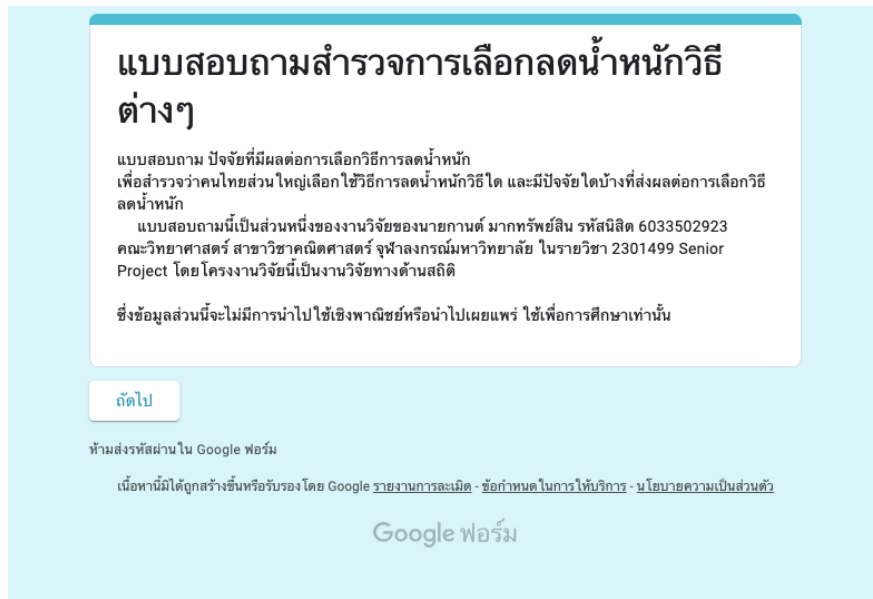 แบบสอบถามสำรวจการเลือกลดน้ำหนักวิธี
ต่างๆ
แบบสอบถาม ปัจจัยที่มีผลต่อการเลือกวิธีการลดน้ำหนัก
เพื่อสำรวจว่าคนไทยส่วนใหญ่เลือกใช้วิธีการลดน้ำหนักวิธีใด และมีปัจจัยใดบ้างที่ส่งผลต่อการเลือกวิธี
ลดน้ำหนัก
แบบสอบถามนี้เป็นส่วนหนึ่งของงานวิจัยของนายกานต์ มากทรัพย์สิน รหัสนิสิต 6033502923
คณะวิทยาศาสตร์ สาขาวิชาคณิตศาสตร์ จุฬาลงกรณ์มหาวิทยาลัย ในรายวิชา 2301499 Senior
Project โดยโครงงานวิจัยนี้เป็นงานวิจัยทางด้านสถิติ
ซึ่งข้อมูลส่วนนี้จะไม่มีการนำไปใช้เชิงพาณิชย์หรือนำไปเผยแพร่ ใช้เพื่อการศึกษาเท่านั้น
ถัดไป
ห้ามส่งรหัสผ่านใน Google ฟอร์ม
เนื้อหานี้มิได้ถูกสร้างขึ้นหรือรับรองโดย Google รายงานการละเมิด - ข้อกำหนดในการให้บริการ - นโยบายความเป็นส่วนตัว
Google ฟอร์ม